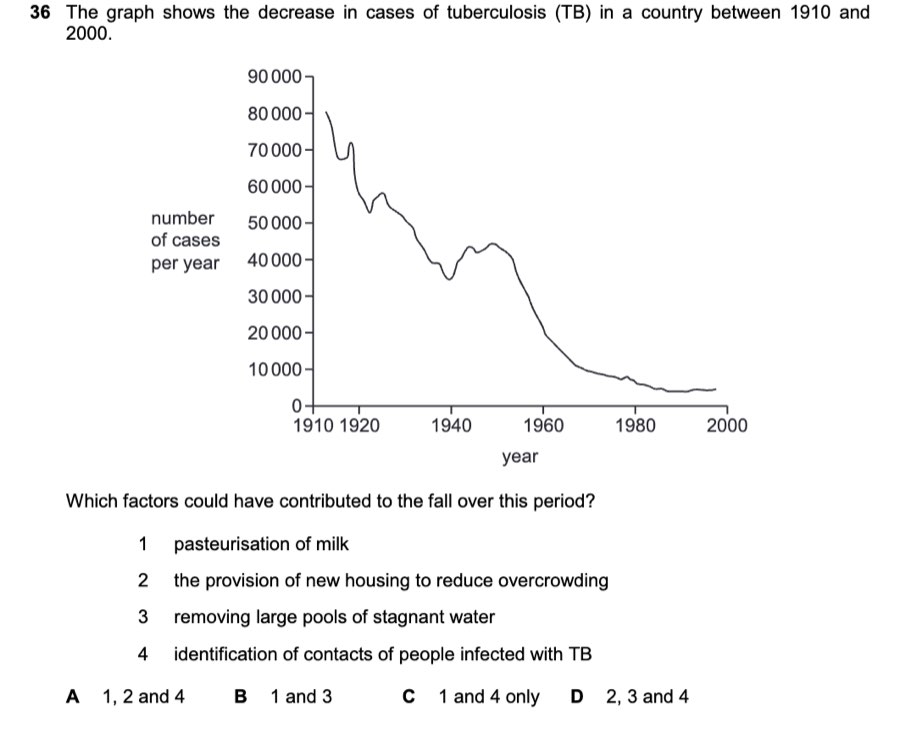 36 The graph shows the decrease in cases of tuberculosis (TB) in a country between 1910 and
2000.
90 000
80 000
70 000
60 000
50 000
40 000
30 000
20 000
10 000
0
number
of cases
per year
1910 1920 1940 1960 1980 2000
year
Which factors could have contributed to the fall over this period?
1 pasteurisation of milk
2 the provision of new housing to reduce overcrowding
3 removing large pools of stagnant water
4 identification of contacts of people infected with TB
A 1, 2 and 4 B 1 and 3 C 1 and 4 only D 2, 3 and 4